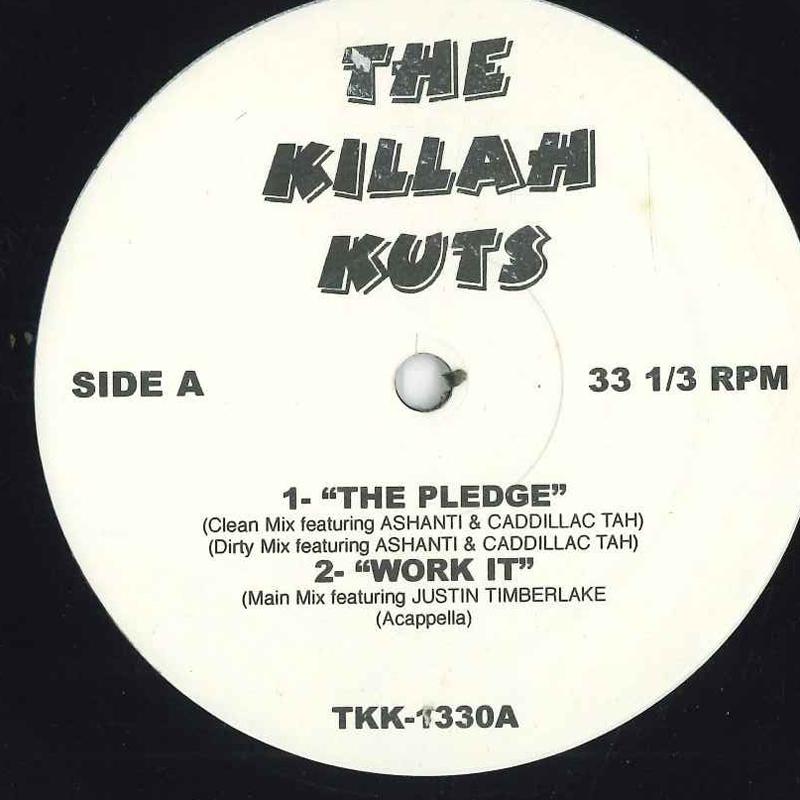 THE
KILLAH
KUTS
SIDE A
33 1/3 RPM
1- “THE PLEDGE”
(Clean Mix featuring ASHANTI & CADDILLAC TAH)
(Dirty Mix featuring ASHANTI & CADDILLAC TAH)
2- “WORK IT”
(Main Mix featuring JUSTIN TIMBERLAKE
(Acappella)
TKK-1330A